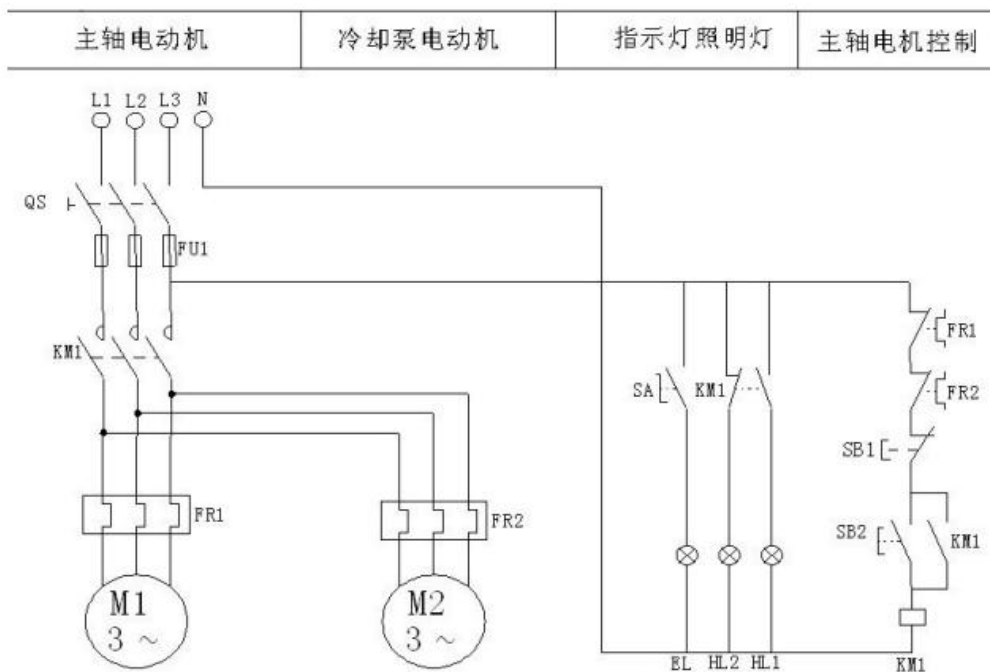 主轴电动机 冷却泵电动机 指示灯照明灯 主轴电机控制
L1 L2 L3 N
QS
FU1
FR1
KM1
SA KM1 FR2
SB1
FR1 FR2
SB2 KM1
M1 M2
3 ~ 3 ~
EL HL2 HL1 KM1